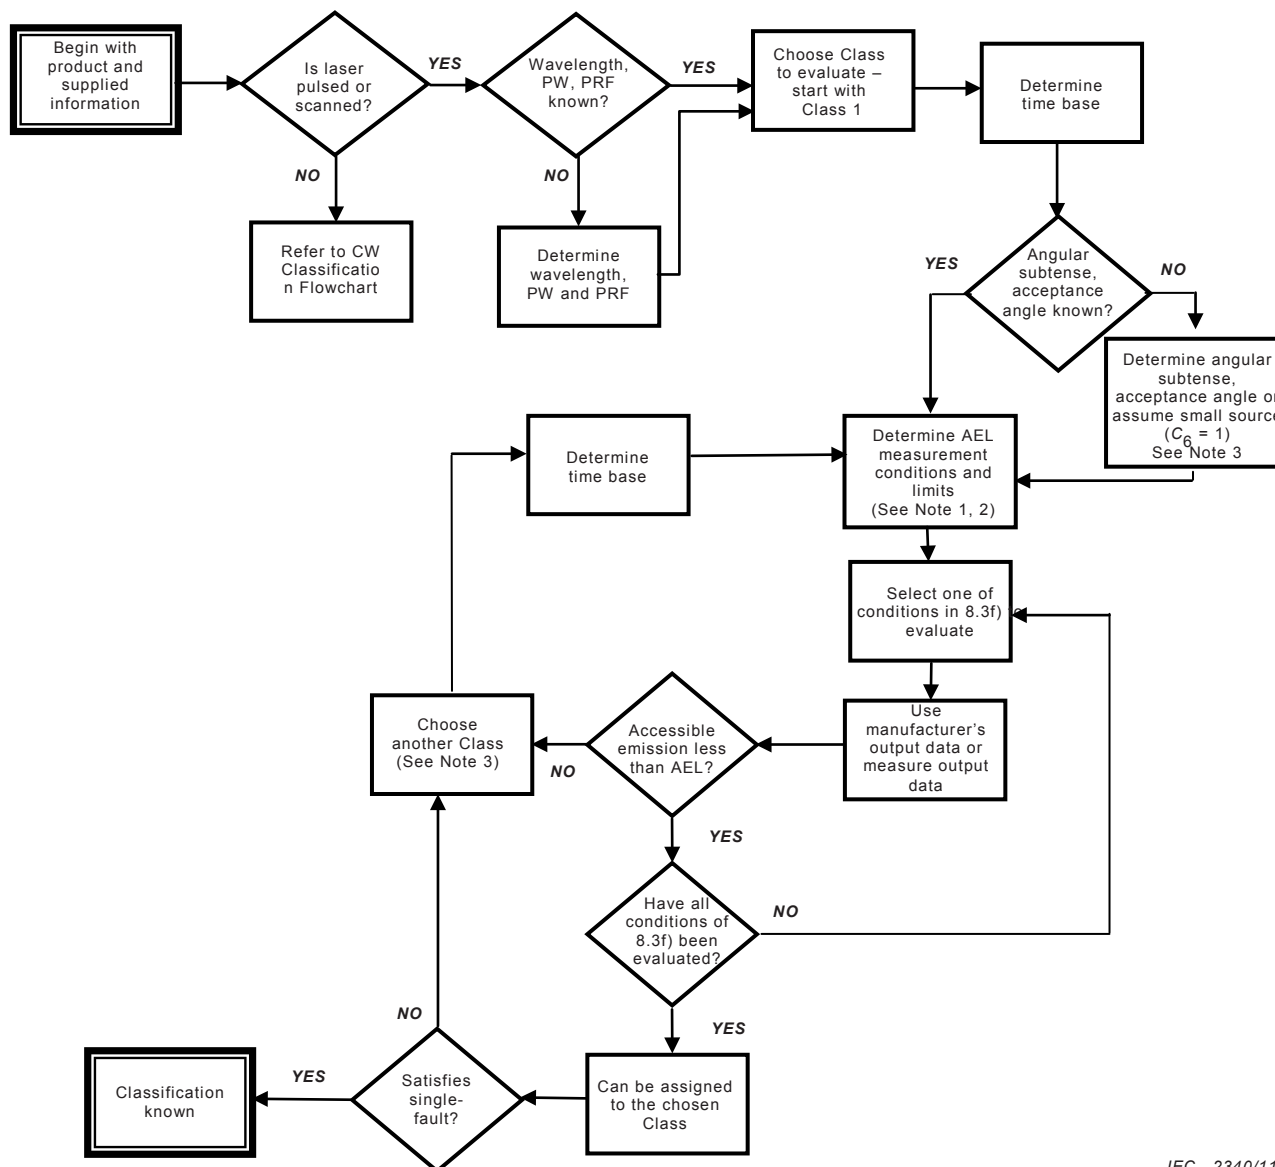 Begin with
product and
supplied
information
Is laser
pulsed or
scanned?
YES
NO
Wavelength,
PW, PRF
known?
YES
NO
Choose Class
to evaluate –
start with
Class 1
Determine
time base
Refer to CW
Classificatio
n Flowchart
Determine
wavelength,
PW and PRF
Angular
subtense,
acceptance
angle known?
YES
NO
Determine angular
subtense,
acceptance angle or
assume small source
(C6 = 1)
See Note 3
Determine
time base
Determine AEL
measurement
conditions and
limits
(See Note 1, 2)
Select one of
conditions in 8.3f) to
evaluate
Use
manufacturer’s
output data or
measure output
data
Accessible
emission less
than AEL?
NO
YES
Choose
another Class
(See Note 3)
Have all
conditions of
8.3f) been
evaluated?
NO
YES
Can be assigned
to the chosen
Class
Satisfies
single-
fault?
NO
YES
Classification
known
IEC 2340/11